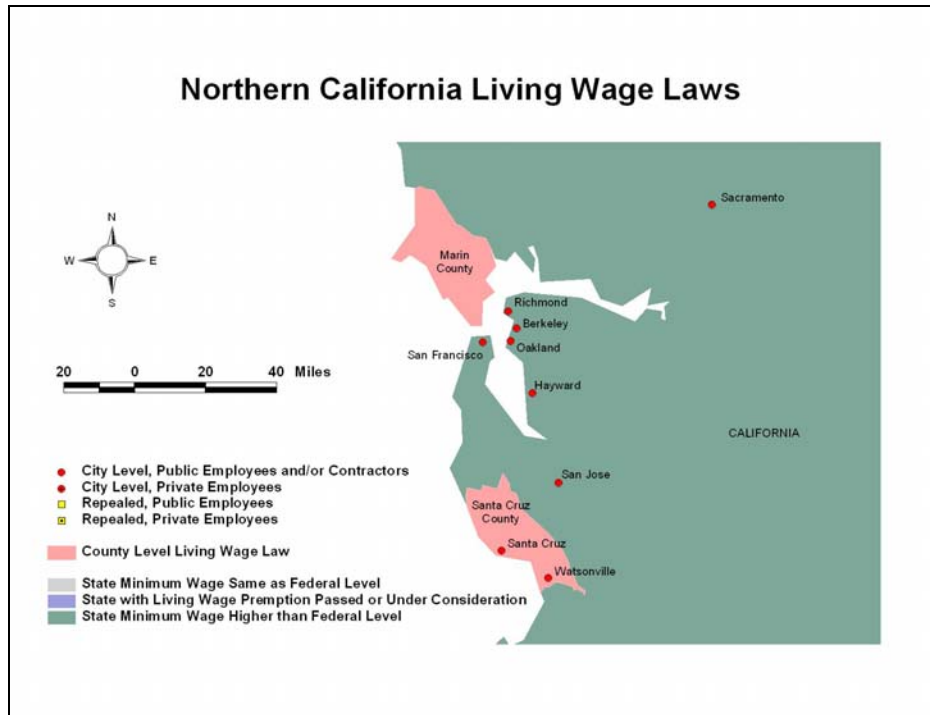 Northern California Living Wage Laws
Sacramento
N
W
E
S
Marin
County
Richmond
Berkeley
San Francisco
Oakland
20 0 20 40 Miles
Hayward
CALIFORNIA
City Level, Public Employees and/or Contractors
City Level, Private Employees
Repealed, Public Employees
Repealed, Private Employees
San Jose
Santa Cruz
County
Santa Cruz
Watsonville
County Level Living Wage Law
State Minimum Wage Same as Federal Level
State with Living Wage Premption Passed or Under Consideration
State Minimum Wage Higher than Federal Level